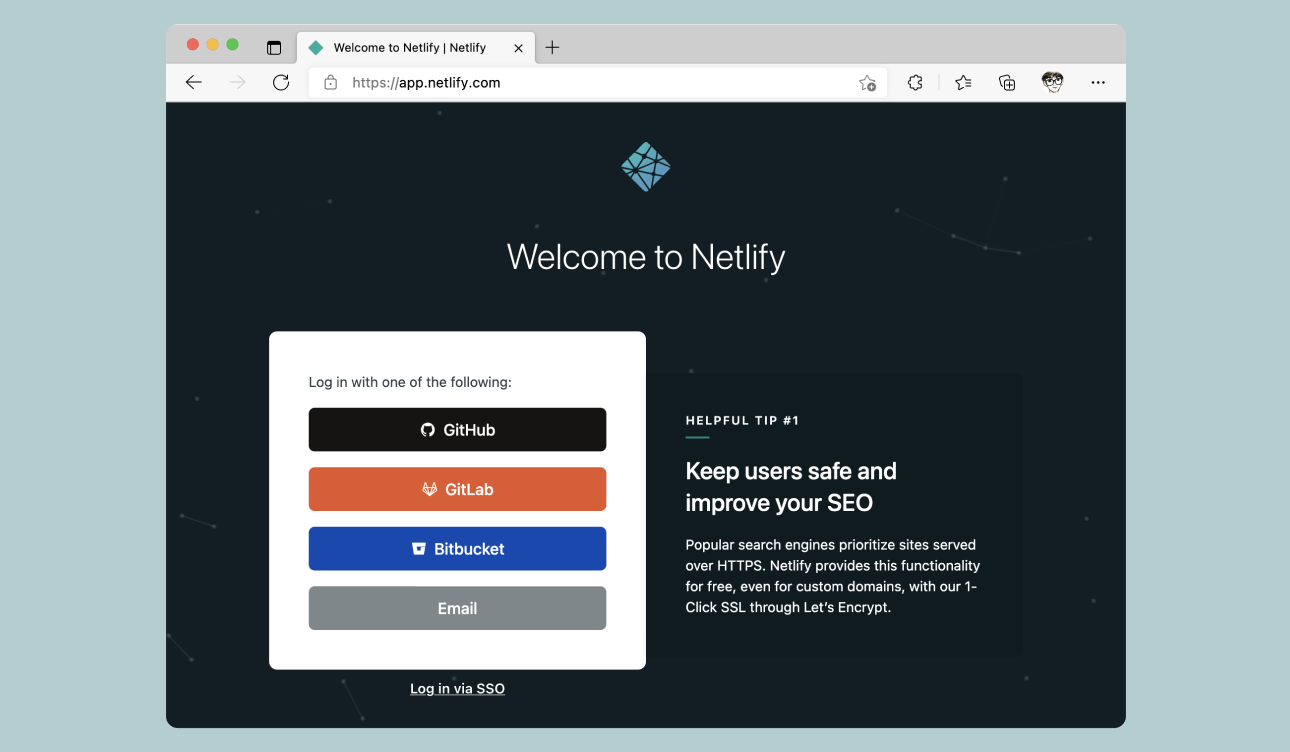 Welcome to Netlify | Netlify
https://app.netlify.com
Welcome to Netlify
Log in with one of the following:
GitHub
GitLab
Bitbucket
Email
Log in via SSO
HELPFUL TIP #1
Keep users safe and
improve your SEO
Popular search engines prioritize sites served
over HTTPS. Netlify provides this functionality
for free, even for custom domains, with our 1-
Click SSL through Let’s Encrypt.